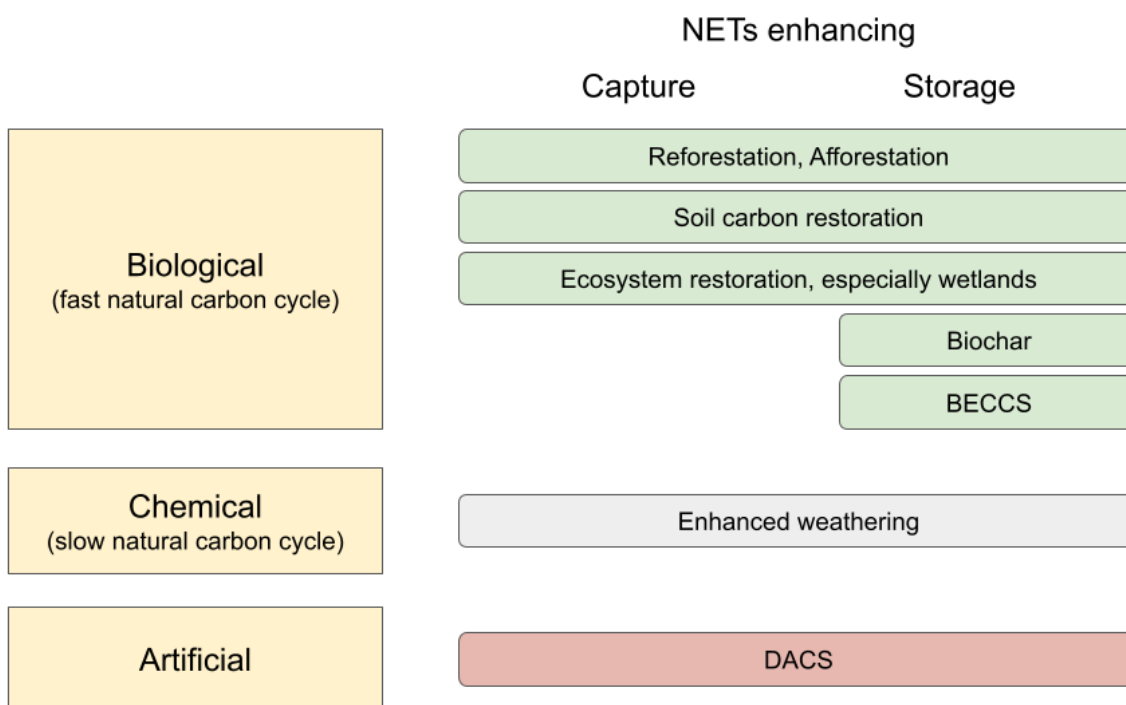 NETs enhancing
Capture
Storage
Biological
(fast natural carbon cycle)
Reforestation, Afforestation
Soil carbon restoration
Ecosystem restoration, especially wetlands
Biochar
BECCS
Chemical
(slow natural carbon cycle)
Enhanced weathering
Artificial
DACS